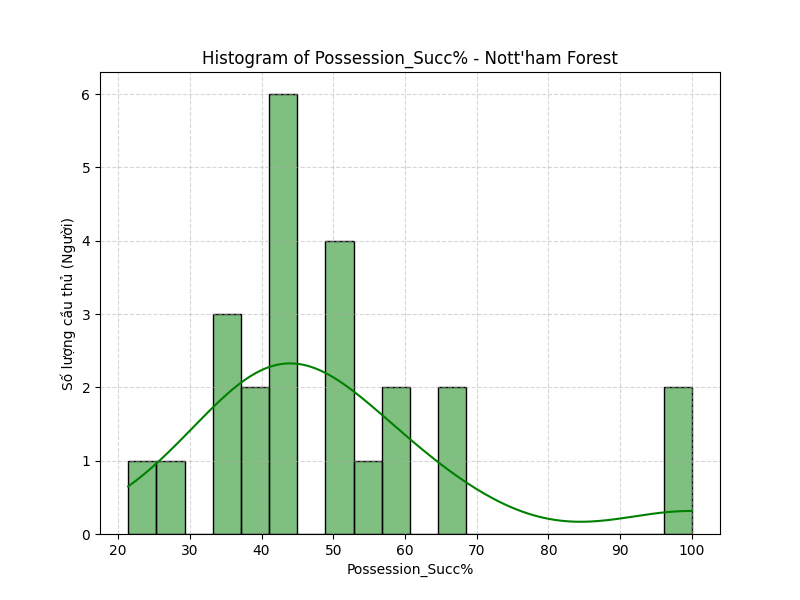 Histogram of Possession_Succ% - Nott'ham Forest
Số lượng cầu thủ (Người)
6
5
4
3
2
1
0
20 30 40 50 60 70 80 90 100
Possession_Succ%